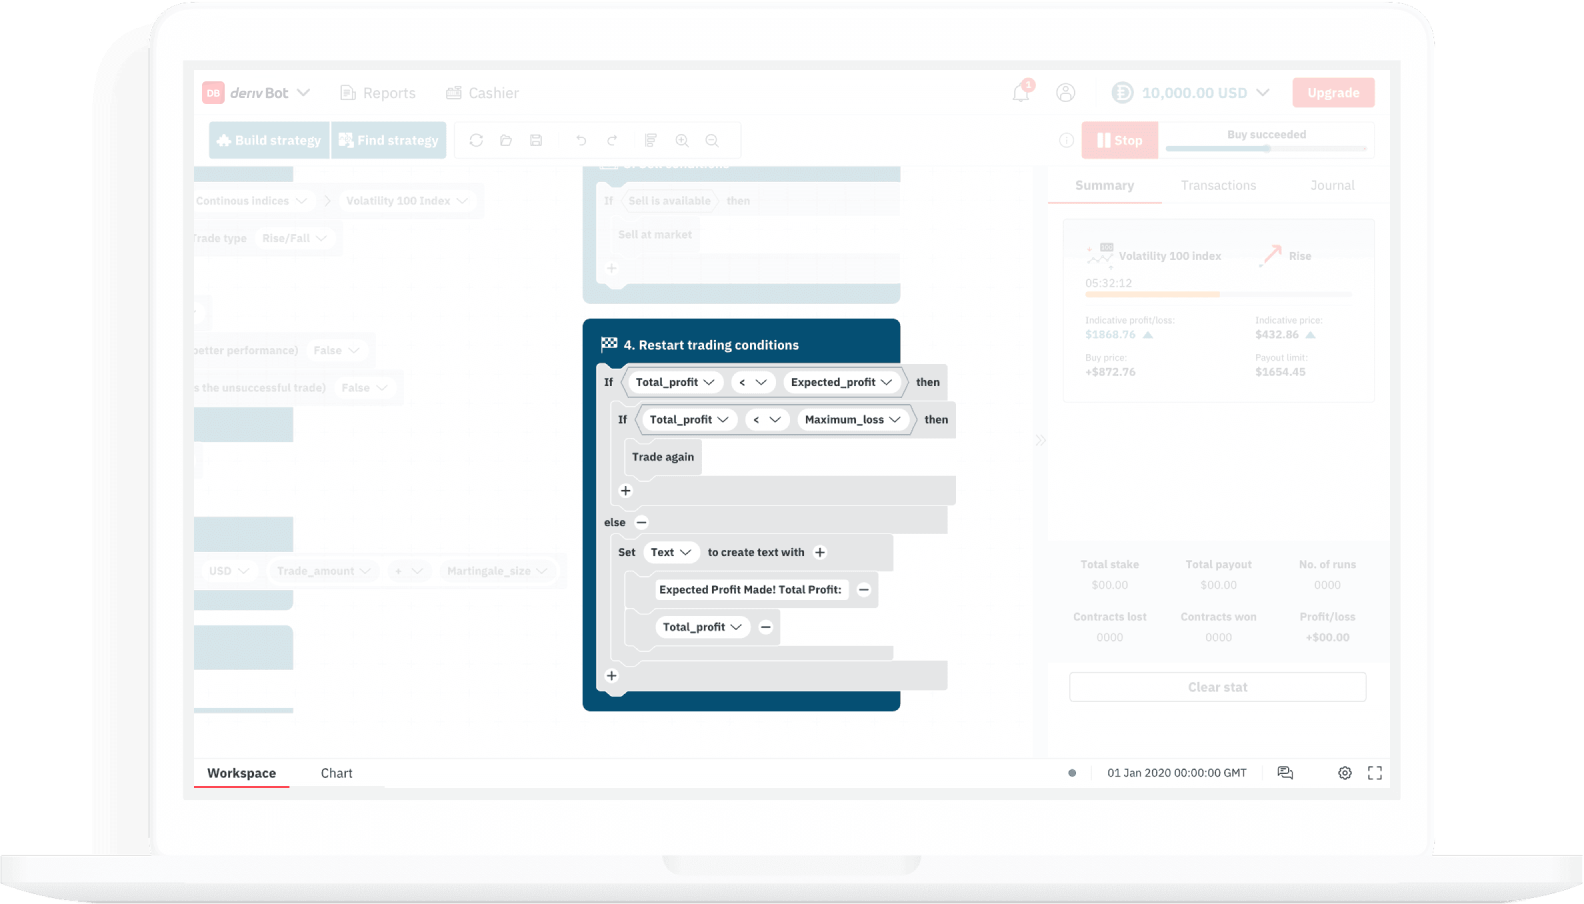 DB deriv Bot Reports Cashier 1 10,000.00 USD Upgrade
Build strategy Find strategy Stop Buy succeeded
Summary Transactions Journal
Continous indices Volatility 100 Index
If Sell is available then
Trade type Rise/Fall
Sell at market
Volatility 100 index Rise
05:32:12
Indicative profit/loss: Indicative price:
$1868.76 $432.86
Buy price: Payout limit:
+$872.76 $1654.45
better performance) False
s the unsuccessful trade) False
4. Restart trading conditions
If Total_profit < Expected_profit then
If Total_profit < Maximum_loss then
Trade again
+
else −
Set Text to create text with +
Expected Profit Made! Total Profit: −
Total_profit −
+
USD Trade_amount + Martingale_size
Total stake Total payout No. of runs
$00.00 $00.00 0000
Contracts lost Contracts won Profit/loss
0000 0000 +$00.00
Clear stat
Workspace Chart 01 Jan 2020 00:00:00 GMT